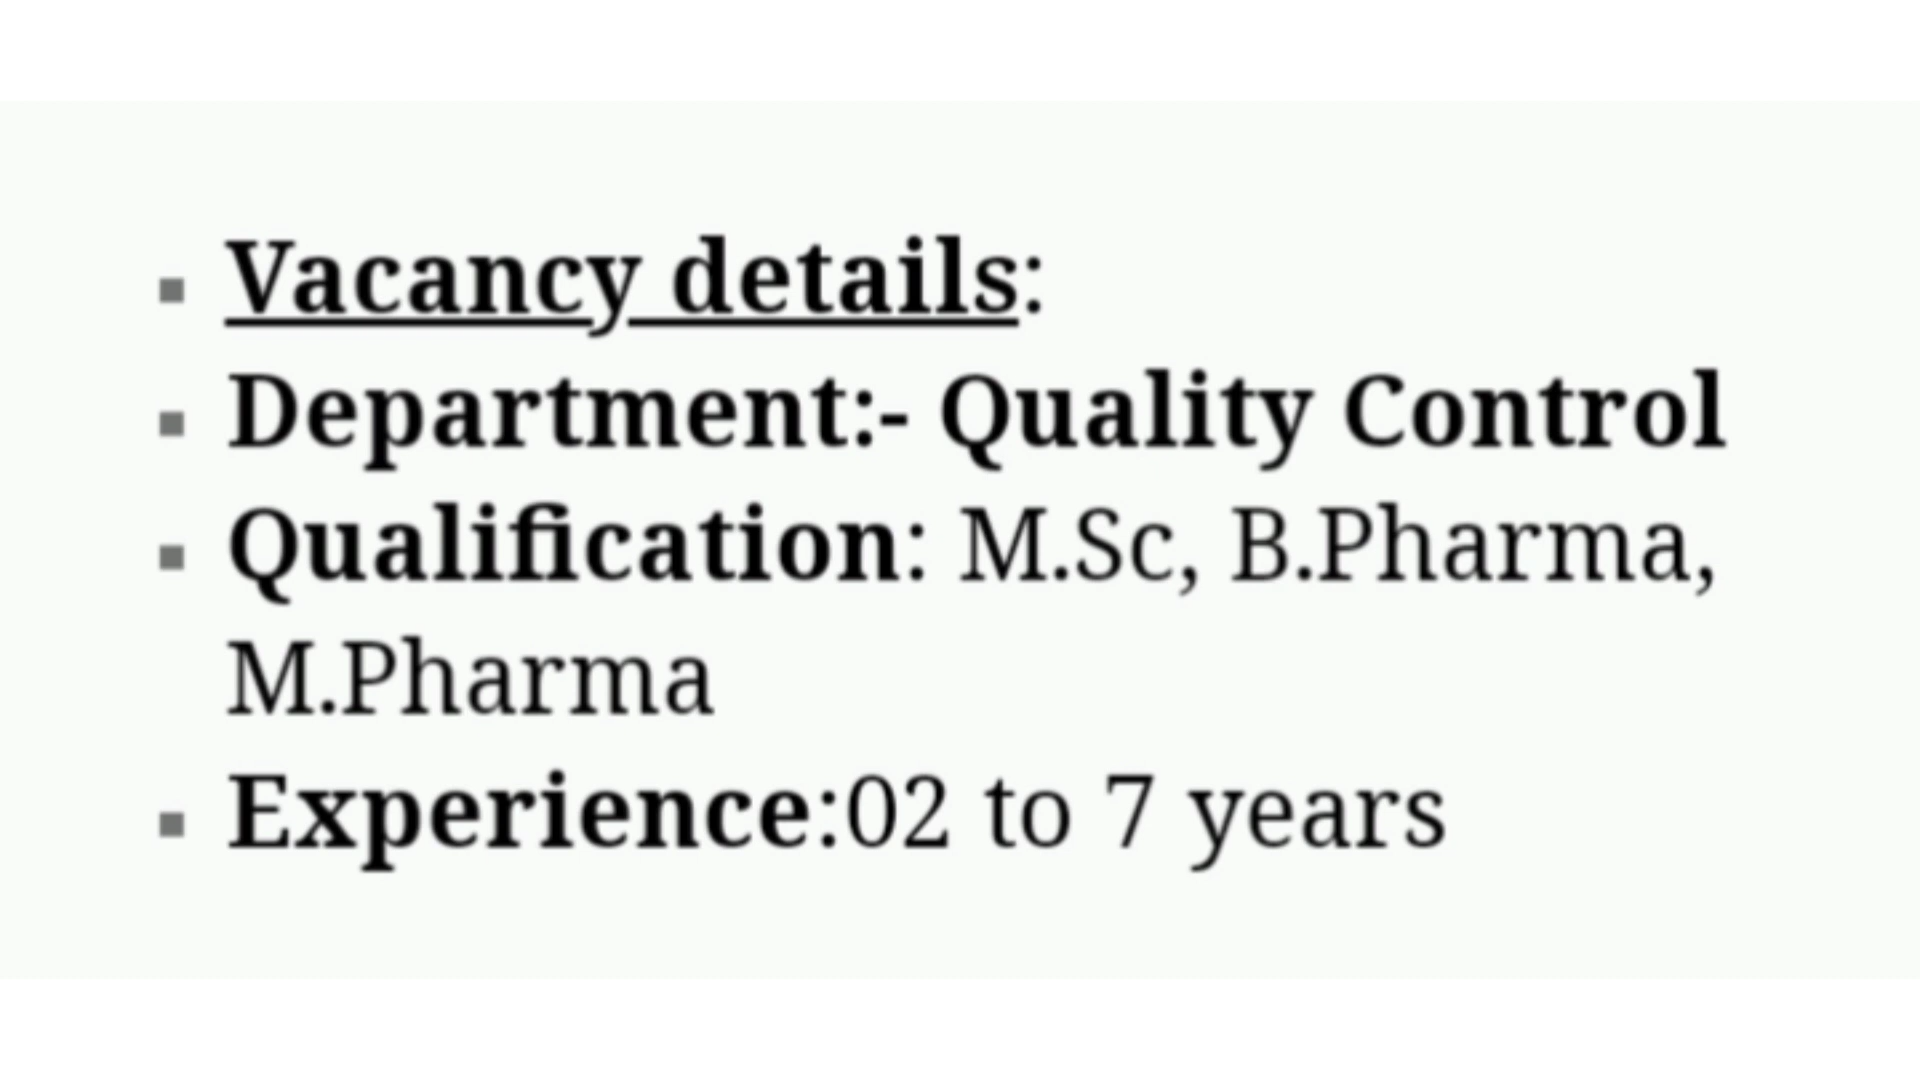 Vacancy details:
Department:- Quality Control
Qualification: M.Sc, B.Pharma,
M.Pharma
Experience:02 to 7 years